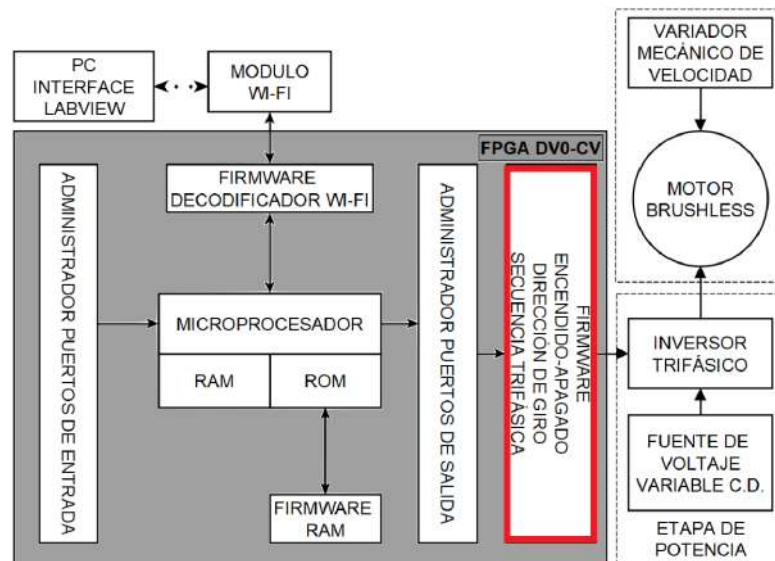 PC
INTERFACE
LABVIEW
MODULO
WI-FI
VARIADOR
MECÁNICO DE
VELOCIDAD
FPGA DV0-CV
ADMINISTRADOR PUERTOS DE ENTRADA
FIRMWARE
DECODIFICADOR WI-FI
MICROPROCESADOR
RAM
ROM
FIRMWARE
RAM
ADMINISTRADOR PUERTOS DE SALIDA
FIRMWARE
ENCENDIDO-APAGADO
DIRECCIÓN DE GIRO
SECUENCIA TRIFÁSICA
MOTOR
BRUSHLESS
INVERSOR
TRIFÁSICO
FUENTE DE
VOLTAJE
VARIABLE C.D.
ETAPA DE
POTENCIA